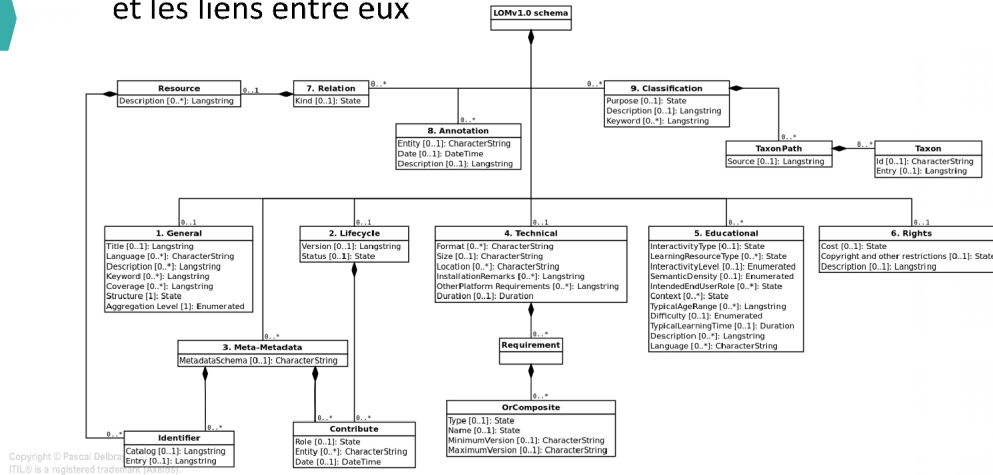 et les liens entre eux
LOMv1.0 schema
Resource
Description [0..*]: Langstring
0..1
7. Relation
Kind [0..1]: State
0..*
0..*
9. Classification
Purpose [0..1]: State
Description [0..1]: Langstring
Keyword [0..*]: Langstring
0..*
8. Annotation
Entity [0..1]: CharacterString
Date [0..1]: DateTime
Description [0..1]: Langstring
0..*
TaxonPath
Source [0..1]: Langstring
0..*
Taxon
Id [0..1]: CharacterString
Entry [0..1]: Langstring
0..1
1. General
Title [0..1]: Langstring
Language [0..*]: CharacterString
Description [0..*]: Langstring
Keyword [0..*]: Langstring
Coverage [0..*]: Langstring
Structure [1]: State
Aggregation Level [1]: Enumerated
0..1
2. Lifecycle
Version [0..1]: Langstring
Status [0..1]: State
0..1
4. Technical
Format [0..*]: CharacterString
Size [0..1]: CharacterString
Location [0..*]: CharacterString
InstallationRemarks [0..*]: Langstring
OtherPlatform Requirements [0..*]: Langstring
Duration [0..1]: Duration
0..*
5. Educational
InteractivityType [0..1]: State
LearningResourceType [0..*]: State
InteractivityLevel [0..1]: Enumerated
SemanticDensity [0..1]: Enumerated
IntendedEndUserRole [0..*]: State
Context [0..*]: State
TypicalAgeRange [0..*]: Langstring
Difficulty [0..1]: Enumerated
TypicalLearningTime [0..1]: Duration
Description [0..*]: Langstring
Language [0..*]: CharacterString
0..1
6. Rights
Cost [0..1]: State
Copyright and other restrictions [0..1]: State
Description [0..1]: Langstring
0..*
3. Meta-Metadata
MetadataSchema [0..1]: CharacterString
0..*
Requirement
0..*
OrComposite
Type [0..1]: State
Name [0..1]: State
MinimumVersion [0..1]: CharacterString
MaximumVersion [0..1]: CharacterString
0..*
0..*
Identifier
Catalog [0..1]: Langstring
Entry [0..1]: Langstring
0..*
0..*
Contribute
Role [0..1]: State
Entity [0..*]: CharacterString
Date [0..1]: DateTime
Copyright © Pascal Delbray
ITIL® is a registered trademark (Axelos)